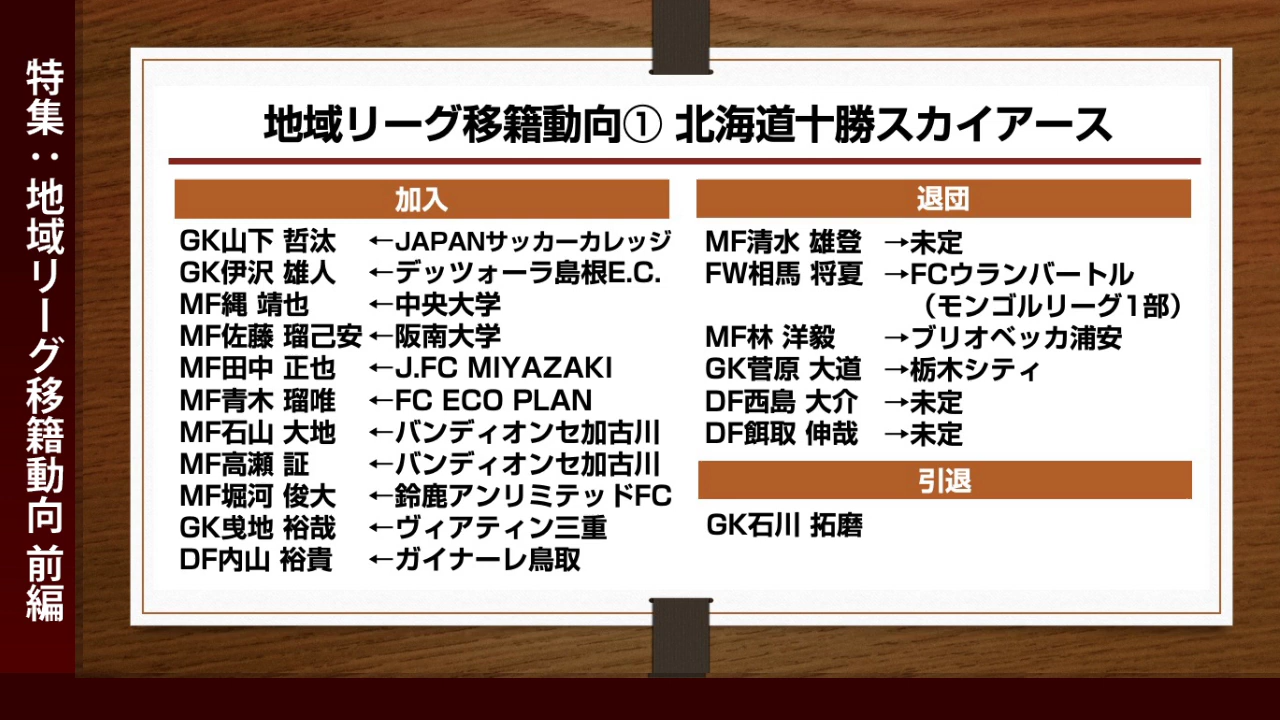 特集：地域リーグ移籍動向 前編
地域リーグ移籍動向① 北海道十勝スカイアース
加入
GK山下 哲汰 ←JAPANサッカーカレッジ
GK伊沢 雄人 ←デッツォーラ島根E.C.
MF縄 靖也 ←中央大学
MF佐藤 瑠己安 ←阪南大学
MF田中 正也 ←J.FC MIYAZAKI
MF青木 瑠唯 ←FC ECO PLAN
MF石山 大地 ←バンディオンセ加古川
MF高瀬 証 ←バンディオンセ加古川
MF堀河 俊大 ←鈴鹿アンリミテッドFC
GK曵地 裕哉 ←ヴィアティン三重
DF内山 裕貴 ←ガイナーレ鳥取
退団
MF清水 雄登 →未定
FW相馬 将夏 →FCウランバートル
（モンゴルリーグ1部）
MF林 洋毅 →ブリオベッカ浦安
GK菅原 大道 →栃木シティ
DF西島 大介 →未定
DF餌取 伸哉 →未定
引退
GK石川 拓磨